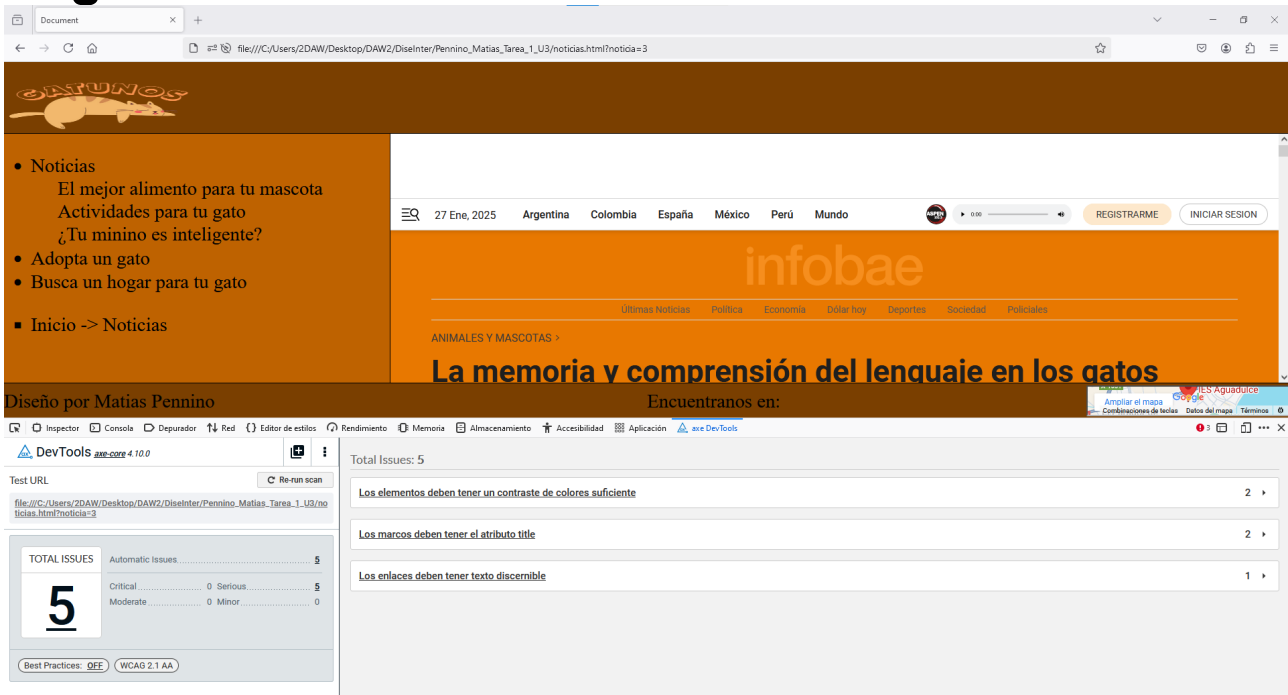 Document
file:///C:/Users/2DAW/Desktop/DAW2/DiseInter/Pennino_Matias_Tarea_1_U3/noticias.html?noticia=3
GATUNOS
Noticias
El mejor alimento para tu mascota
Actividades para tu gato
¿Tu minino es inteligente?
Adopta un gato
Busca un hogar para tu gato
Inicio -> Noticias
27 Ene, 2025 Argentina Colombia España México Perú Mundo ASPEN 0:00 REGISTRARME INICIAR SESION
infobae
Últimas Noticias Política Economía Dólar hoy Deportes Sociedad Policiales
ANIMALES Y MASCOTAS >
La memoria y comprensión del lenguaje en los gatos
Diseño por Matias Pennino Encuentranos en:
IES Aguadulce
Google
Ampliar el mapa
Combinaciones de teclas Datos del mapa Términos
Inspector Consola Depurador Red Editor de estilos Rendimiento Memoria Almacenamiento Accesibilidad Aplicación axe DevTools 3
DevTools axe-core 4.10.0
Test URL Re-run scan
file:///C:/Users/2DAW/Desktop/DAW2/DiseInter/Pennino_Matias_Tarea_1_U3/no
ticias.html?noticia=3
TOTAL ISSUES
5
Automatic Issues 5
Critical 0 Serious 5
Moderate 0 Minor 0
Best Practices: OFF WCAG 2.1 AA
Total Issues: 5
Los elementos deben tener un contraste de colores suficiente 2
Los marcos deben tener el atributo title 2
Los enlaces deben tener texto discernible 1